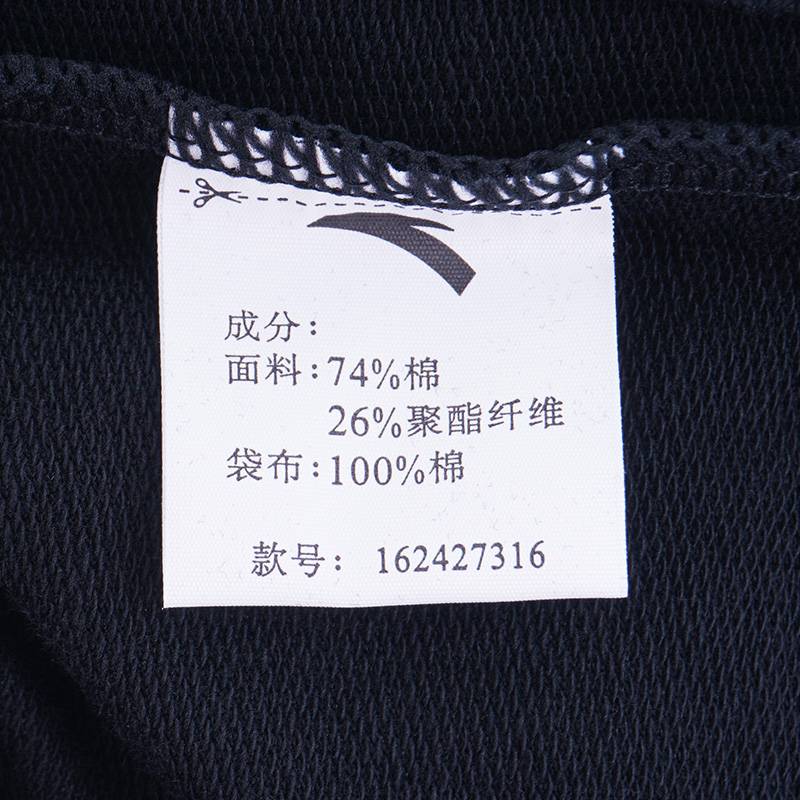 成分:
面料:74%棉
26%聚酯纤维
袋布:100%棉
款号: 162427316